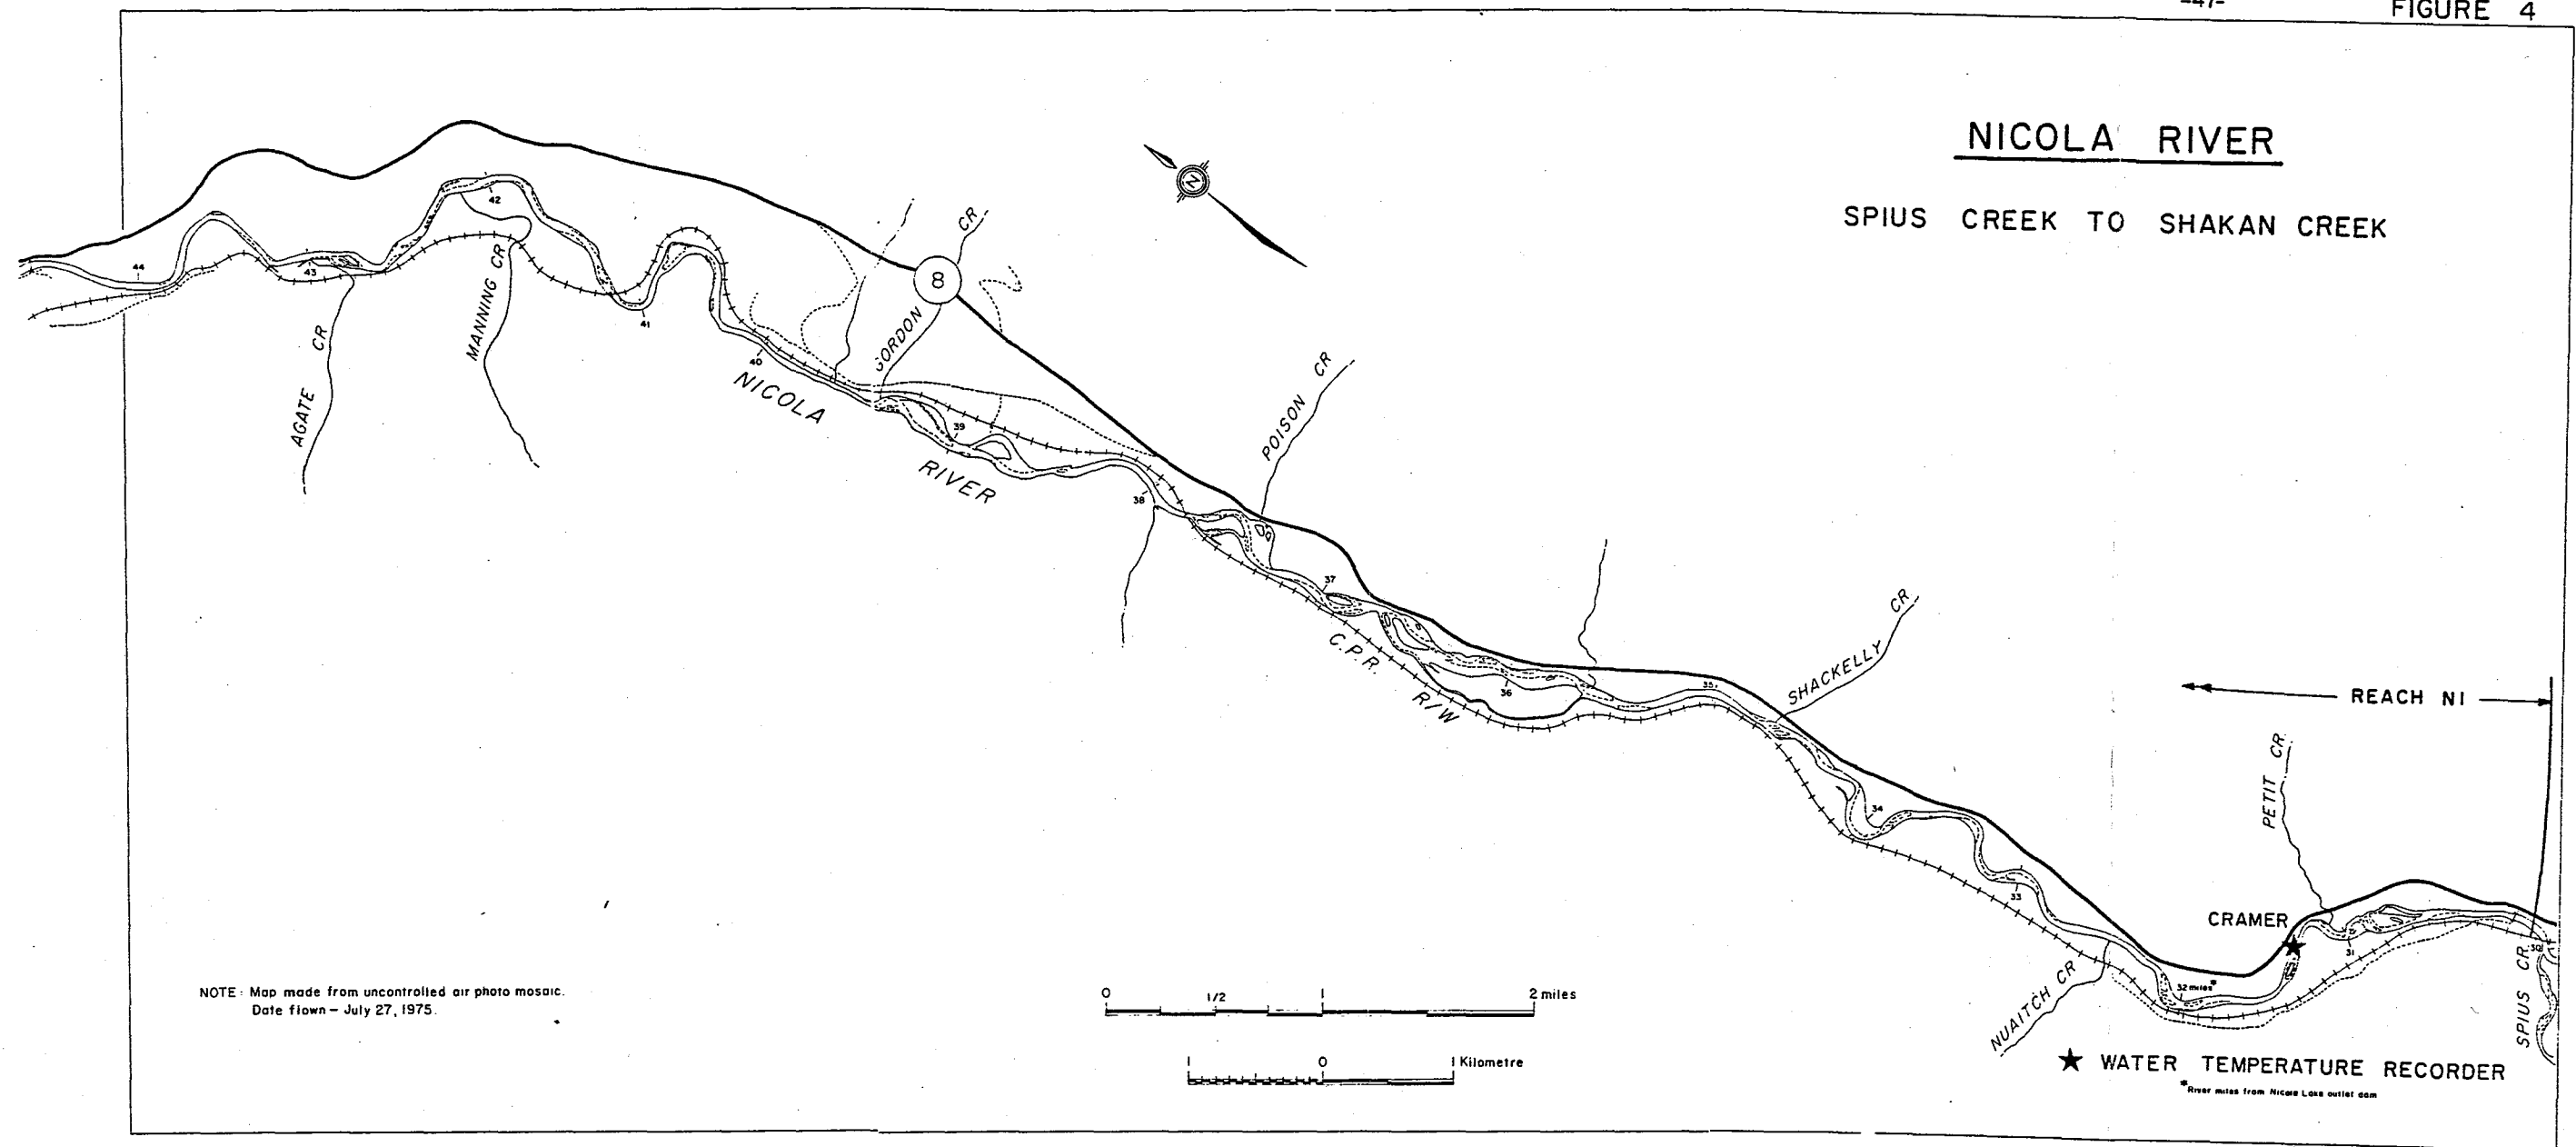 -47-
FIGURE 4
NICOLA RIVER
SPIUS CREEK TO SHAKAN CREEK
N
44
43
42
41
40
39
38
37
36
35
34
33
32 miles*
31
30
AGATE CR
MANNING CR
GORDON CR
8
NICOLA RIVER
POISON CR
C.P.R. R/W
SHACKELLY CR
REACH N1
PETIT CR.
CRAMER
NUAITCH CR
SPIUS CR.
NOTE: Map made from uncontrolled air photo mosaic.
Date flown – July 27, 1975.
0 1/2 1 2 miles
1 0 1 Kilometre
★ WATER TEMPERATURE RECORDER
*River miles from Nicola Lake outlet dam